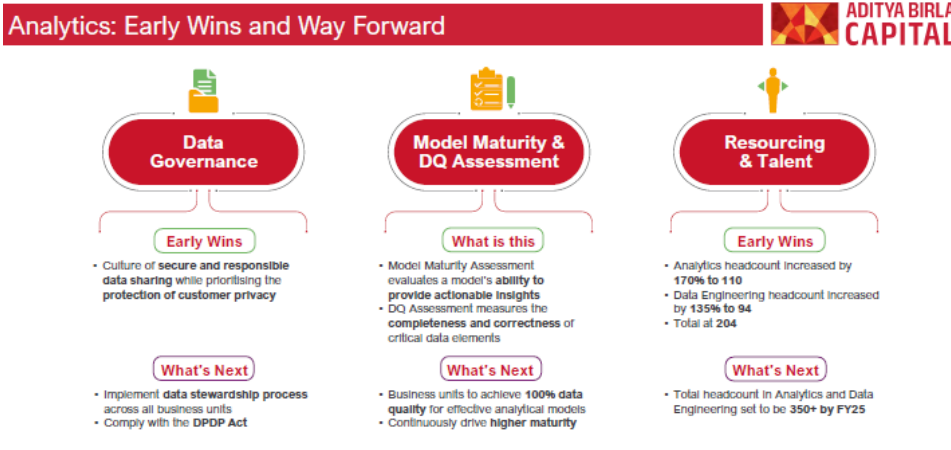 Analytics: Early Wins and Way Forward
ADITYA BIRLA
CAPITAL
Data
Governance
Early Wins
• Culture of secure and responsible
data sharing while prioritising the
protection of customer privacy
What's Next
• Implement data stewardship process
across all business units
• Comply with the DPDP Act
Model Maturity &
DQ Assessment
What is this
• Model Maturity Assessment
evaluates a model's ability to
provide actionable insights
• DQ Assessment measures the
completeness and correctness of
critical data elements
What's Next
• Business units to achieve 100% data
quality for effective analytical models
• Continuously drive higher maturity
Resourcing
& Talent
Early Wins
• Analytics headcount increased by
170% to 110
• Data Engineering headcount increased
by 135% to 94
• Total at 204
What's Next
• Total headcount in Analytics and Data
Engineering set to be 350+ by FY25